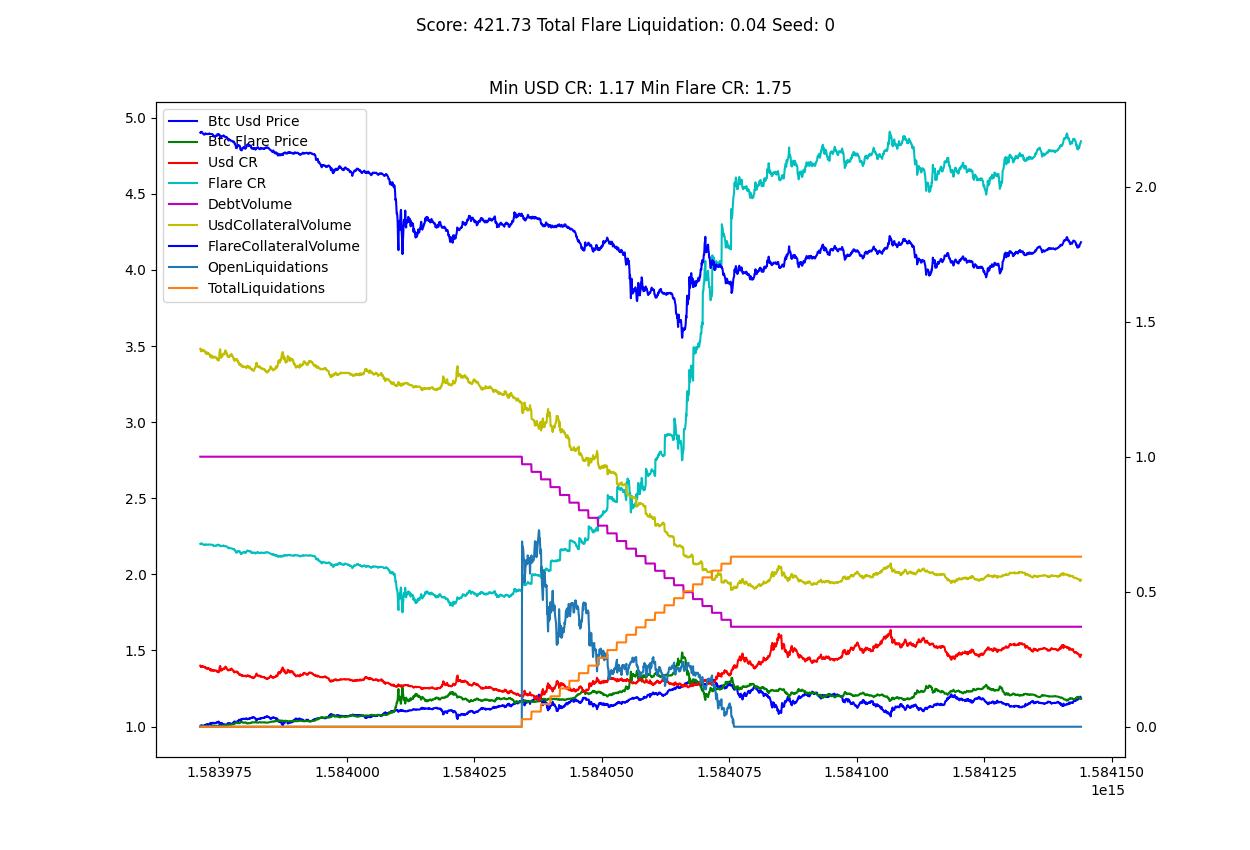 Score: 421.73 Total Flare Liquidation: 0.04 Seed: 0
Min USD CR: 1.17 Min Flare CR: 1.75
Btc Usd Price
Btc Flare Price
Usd CR
Flare CR
DebtVolume
UsdCollateralVolume
FlareCollateralVolume
OpenLiquidations
TotalLiquidations
5.0
4.5
4.0
3.5
3.0
2.5
2.0
1.5
1.0
2.0
1.5
1.0
0.5
0.0
1.583975 1.584000 1.584025 1.584050 1.584075 1.584100 1.584125 1.584150
1e15